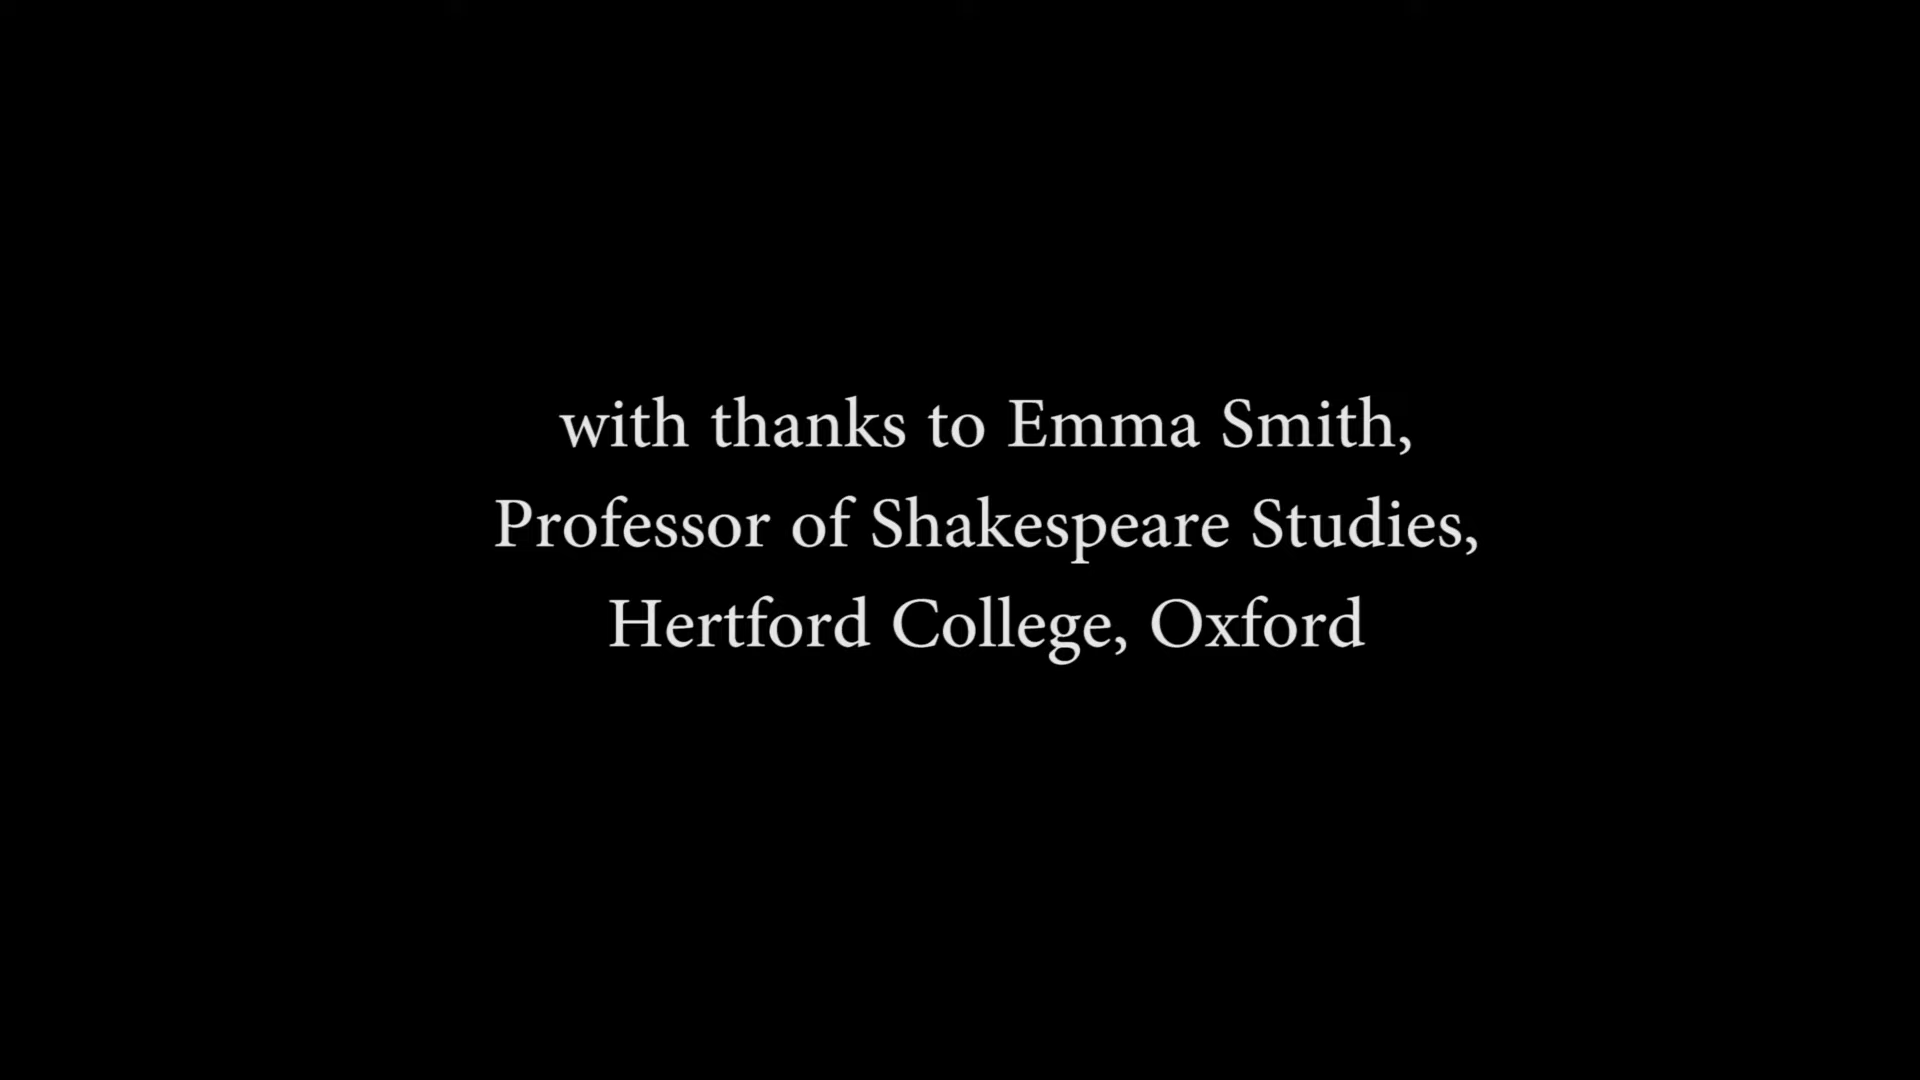 with thanks to Emma Smith,
Professor of Shakespeare Studies,
Hertford College, Oxford